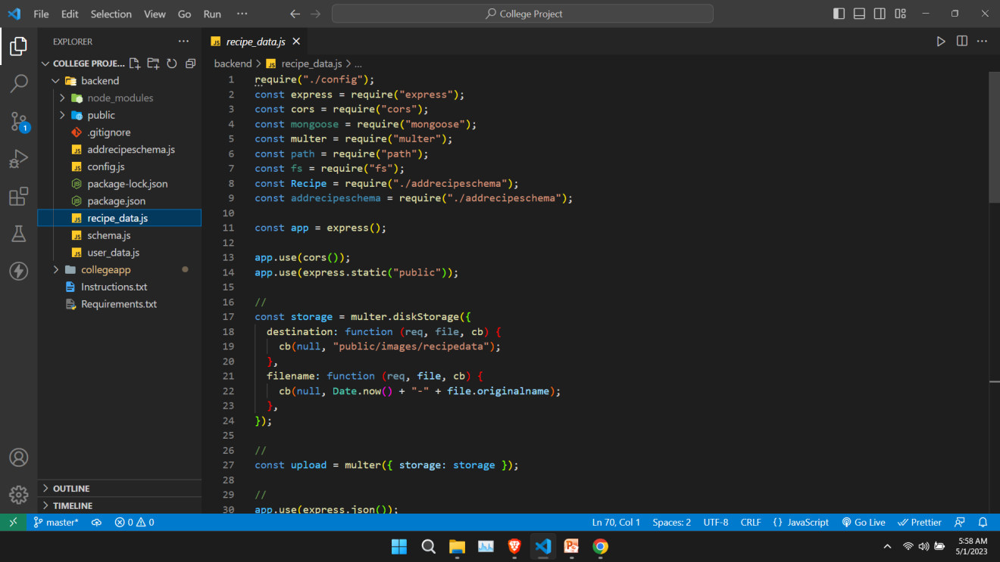 File Edit Selection View Go Run ··· College Project
EXPLORER ···
COLLEGE PROJE...
backend
node_modules
public
.gitignore
JS addrecipeschema.js
JS config.js
package-lock.json
package.json
JS recipe_data.js
JS schema.js
JS user_data.js
collegeapp
Instructions.txt
Requirements.txt
OUTLINE
TIMELINE
1
JS recipe_data.js
backend > JS recipe_data.js > ...
1 require("./config");
2 const express = require("express");
3 const cors = require("cors");
4 const mongoose = require("mongoose");
5 const multer = require("multer");
6 const path = require("path");
7 const fs = require("fs");
8 const Recipe = require("./addrecipeschema");
9 const addrecipeschema = require("./addrecipeschema");
10
11 const app = express();
12
13 app.use(cors());
14 app.use(express.static("public"));
15
16 //
17 const storage = multer.diskStorage({
18 destination: function (req, file, cb) {
19 cb(null, "public/images/recipedata");
20 },
21 filename: function (req, file, cb) {
22 cb(null, Date.now() + "-" + file.originalname);
23 },
24 });
25
26 //
27 const upload = multer({ storage: storage });
28
29 //
30 app.use(express.json());
master* 0 0 Ln 70, Col 1 Spaces: 2 UTF-8 CRLF {} JavaScript Go Live Prettier
5:58 AM
5/1/2023